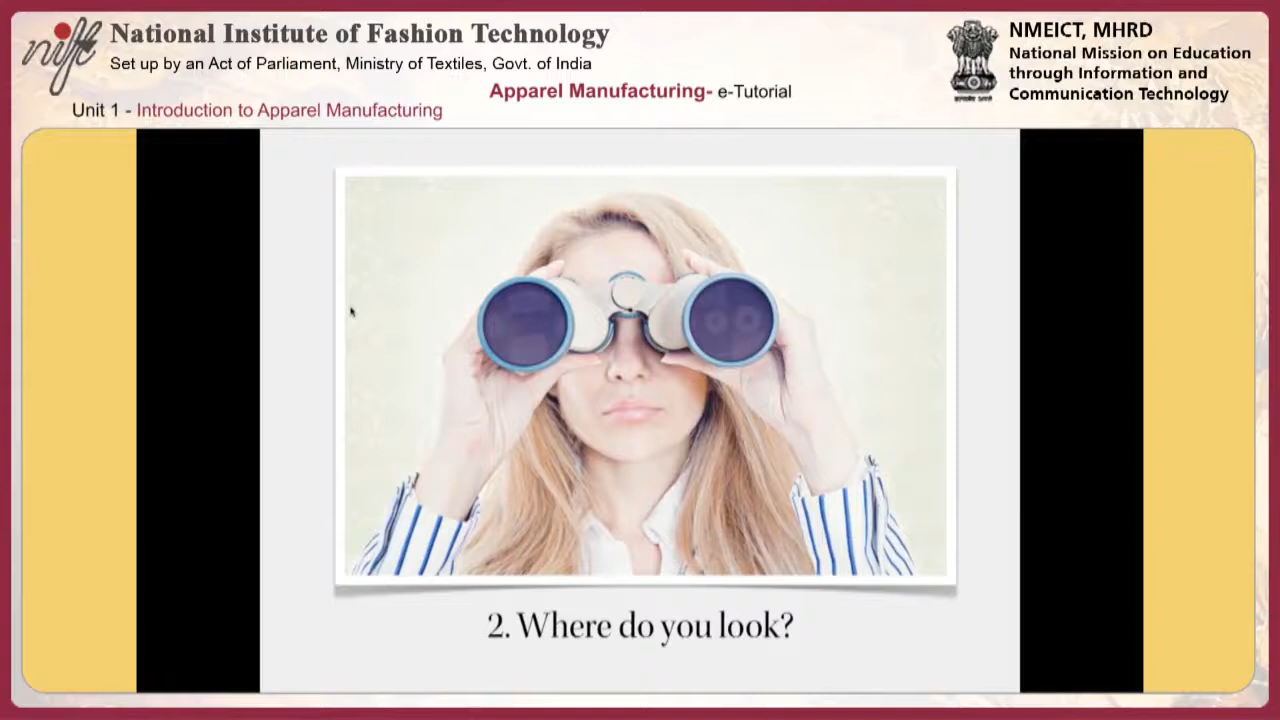 nift
National Institute of Fashion Technology
Set up by an Act of Parliament, Ministry of Textiles, Govt. of India
Apparel Manufacturing- e-Tutorial
Unit 1 - Introduction to Apparel Manufacturing
NMEICT, MHRD
National Mission on Education
through Information and
Communication Technology
2. Where do you look?